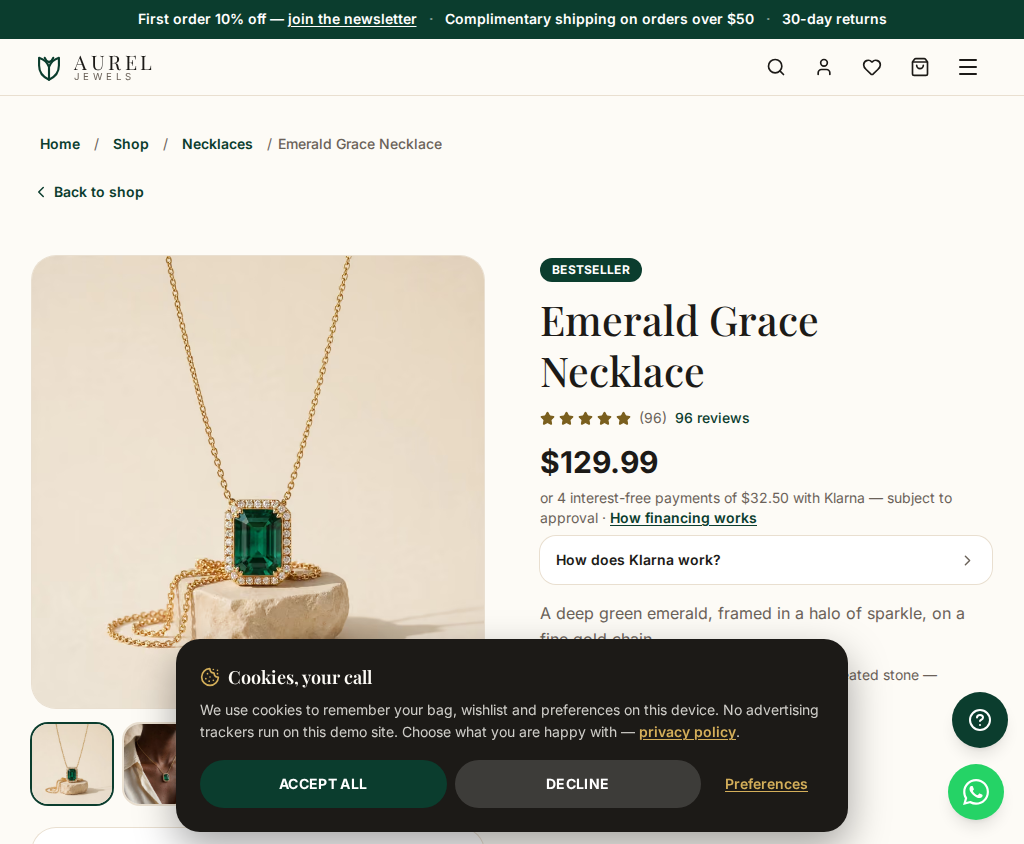 First order 10% off — join the newsletter · Complimentary shipping on orders over $50 · 30-day returns
AUREL
JEWELS
Home / Shop / Necklaces / Emerald Grace Necklace
Back to shop
BESTSELLER
Emerald Grace
Necklace
(96) 96 reviews
$129.99
or 4 interest-free payments of $32.50 with Klarna — subject to
approval · How financing works
How does Klarna work?
A deep green emerald, framed in a halo of sparkle, on a
fine gold chain.
stone —
Cookies, your call
We use cookies to remember your bag, wishlist and preferences on this device. No advertising
trackers run on this demo site. Choose what you are happy with — privacy policy.
ACCEPT ALL
DECLINE
Preferences